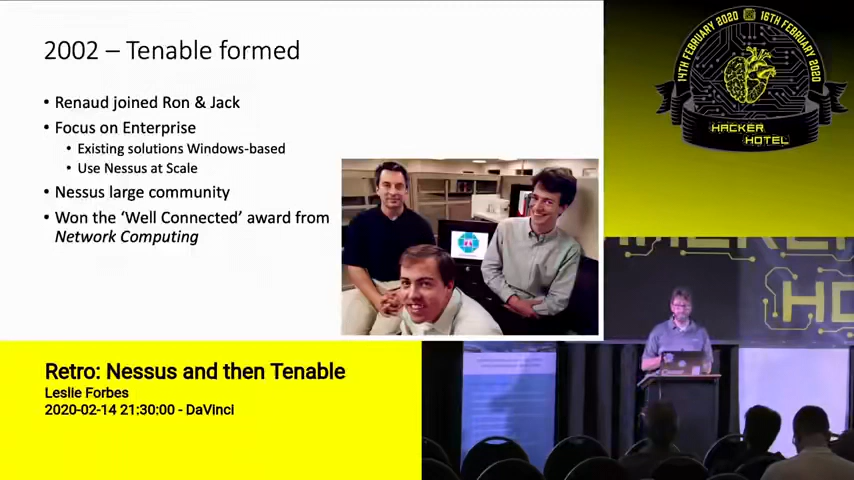 2002 – Tenable formed
• Renaud joined Ron & Jack
• Focus on Enterprise
• Existing solutions Windows-based
• Use Nessus at Scale
• Nessus large community
• Won the ‘Well Connected’ award from
Network Computing
14TH FEBRUARY 2020
16TH FEBRUARY 2020
HACKER
HOTEL
Retro: Nessus and then Tenable
Leslie Forbes
2020-02-14 21:30:00 - DaVinci